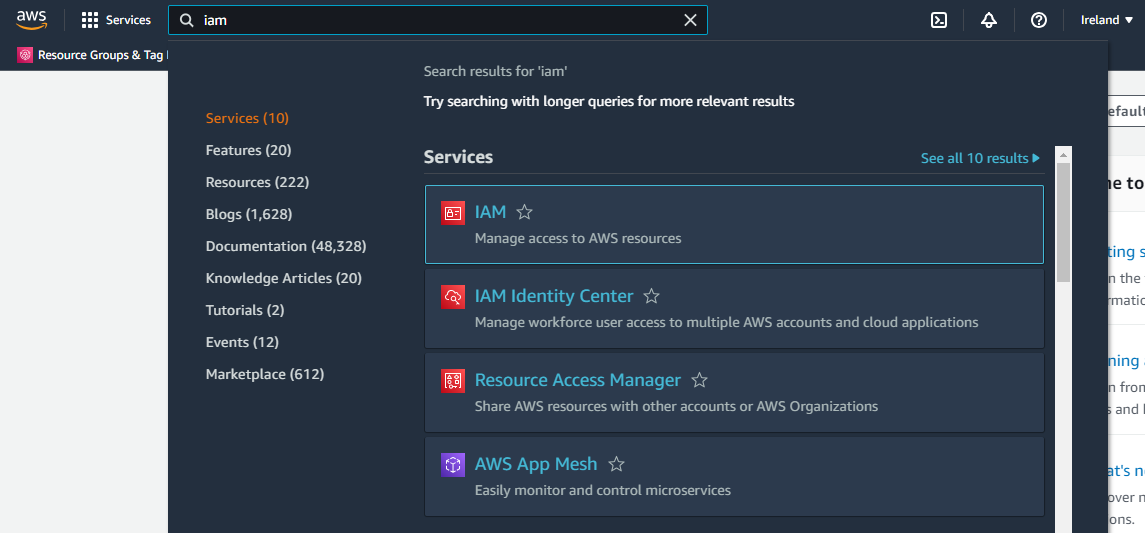 aws
Services
iam
Ireland
Resource Groups & Tag
Search results for 'iam'
Try searching with longer queries for more relevant results
Services (10)
Features (20)
Resources (222)
Blogs (1,628)
Documentation (48,328)
Knowledge Articles (20)
Tutorials (2)
Events (12)
Marketplace (612)
Services
See all 10 results
IAM
Manage access to AWS resources
IAM Identity Center
Manage workforce user access to multiple AWS accounts and cloud applications
Resource Access Manager
Share AWS resources with other accounts or AWS Organizations
AWS App Mesh
Easily monitor and control microservices
efault
ne to
ting s
n the
rmatic
ning a
n from
s and
at's n
over n
ons.